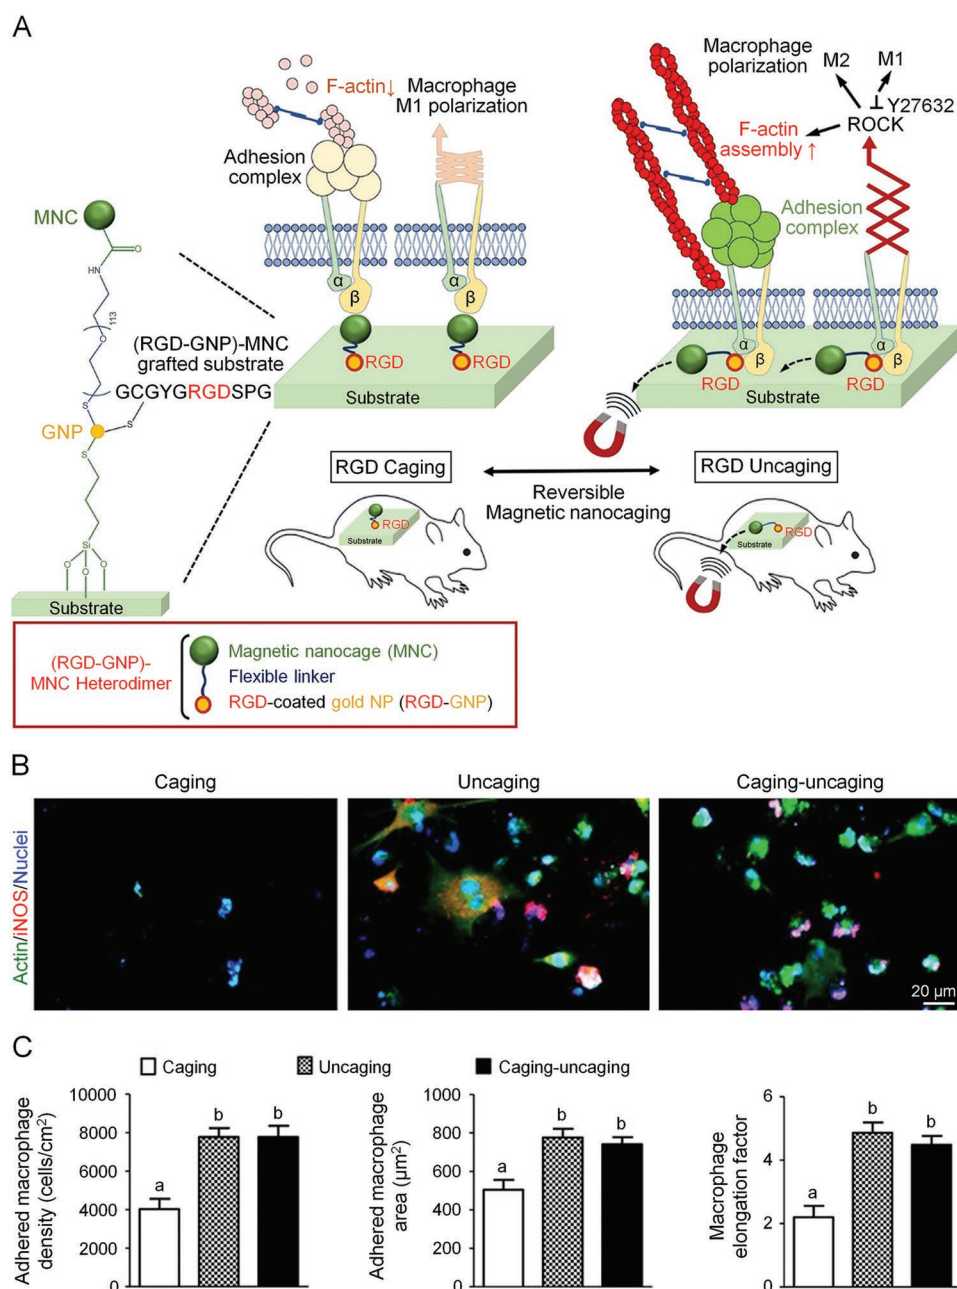 A
F-actin↓
Macrophage
M1 polarization
Adhesion
complex
MNC
O
HN
113
O
(RGD-GNP)-MNC
grafted substrate
GCGYGRGDSPG
S
S
GNP
S
Si
O
O
O
Substrate
α
β
α
β
RGD
RGD
Substrate
Macrophage
polarization
M2
M1
Y27632
ROCK
F-actin
assembly ↑
Adhesion
complex
α
β
α
β
RGD
RGD
Substrate
RGD Caging
Reversible
Magnetic nanocaging
RGD Uncaging
RGD
Substrate
RGD
Substrate
(RGD-GNP)-
MNC Heterodimer
Magnetic nanocage (MNC)
Flexible linker
RGD-coated gold NP (RGD-GNP)
B
Caging
Uncaging
Caging-uncaging
Actin/iNOS/Nuclei
20 µm
C
Caging
Uncaging
Caging-uncaging
Adhered macrophage
density (cells/cm²)
10000
8000
6000
4000
2000
0
a
b
b
Adhered macrophage
area (µm²)
1000
800
600
400
200
0
a
b
b
Macrophage
elongation factor
6
4
2
0
a
b
b